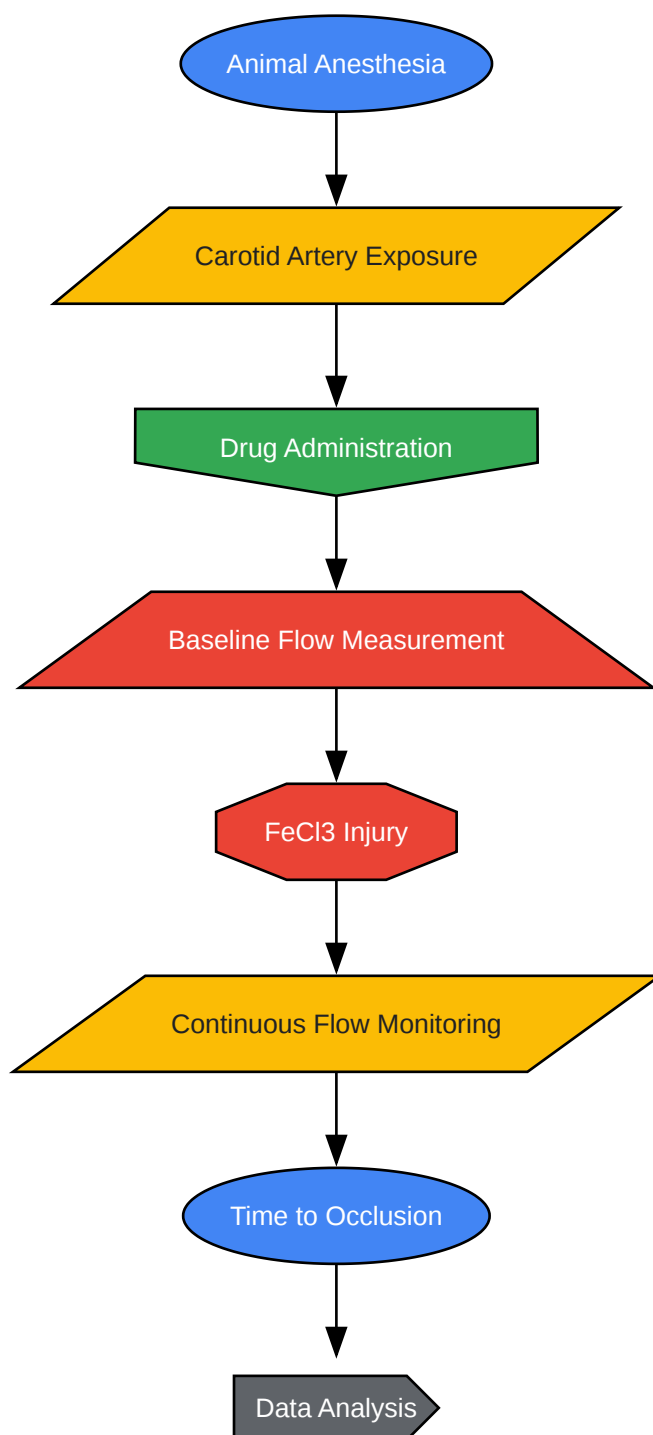 Animal Anesthesia
Carotid Artery Exposure
Drug Administration
Baseline Flow Measurement
FeCl3 Injury
Continuous Flow Monitoring
Time to Occlusion
Data Analysis